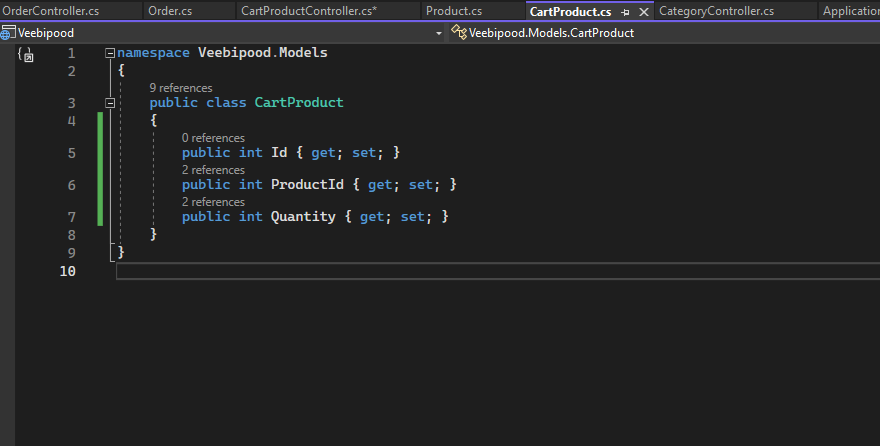 OrderController.cs Order.cs CartProductController.cs* Product.cs CartProduct.cs CategoryController.cs Application
Veebipood Veebipood.Models.CartProduct
1 namespace Veebipood.Models
2 {
9 references
3 public class CartProduct
4 {
0 references
5 public int Id { get; set; }
2 references
6 public int ProductId { get; set; }
2 references
7 public int Quantity { get; set; }
8 }
9 }
10